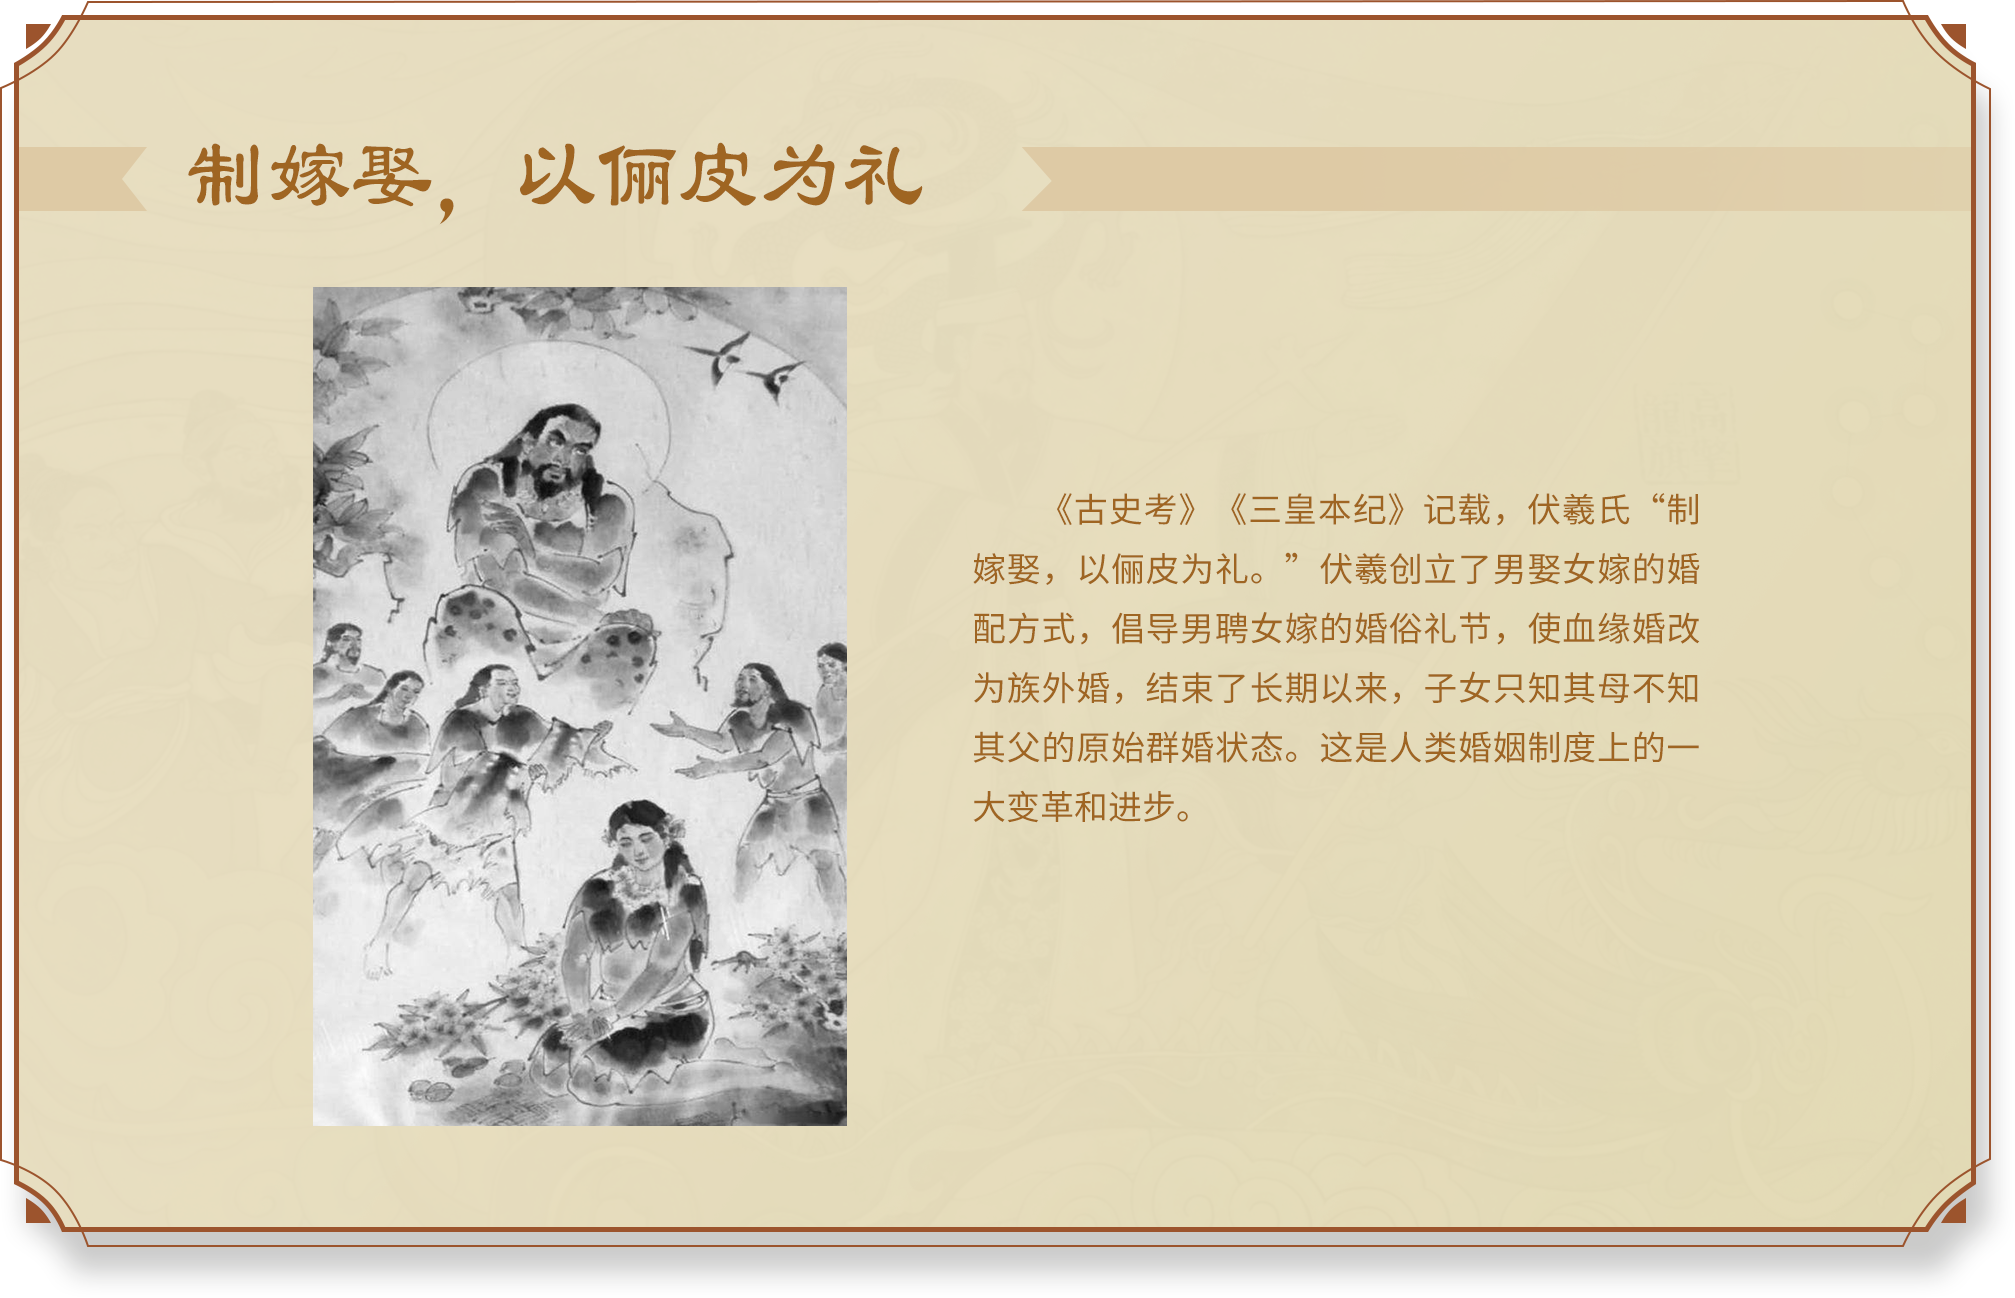 制嫁娶，以俪皮为礼
《古史考》《三皇本纪》记载，伏羲氏“制
嫁娶，以俪皮为礼。”伏羲创立了男娶女嫁的婚
配方式，倡导男聘女嫁的婚俗礼节，使血缘婚改
为族外婚，结束了长期以来，子女只知其母不知
其父的原始群婚状态。这是人类婚姻制度上的一
大变革和进步。